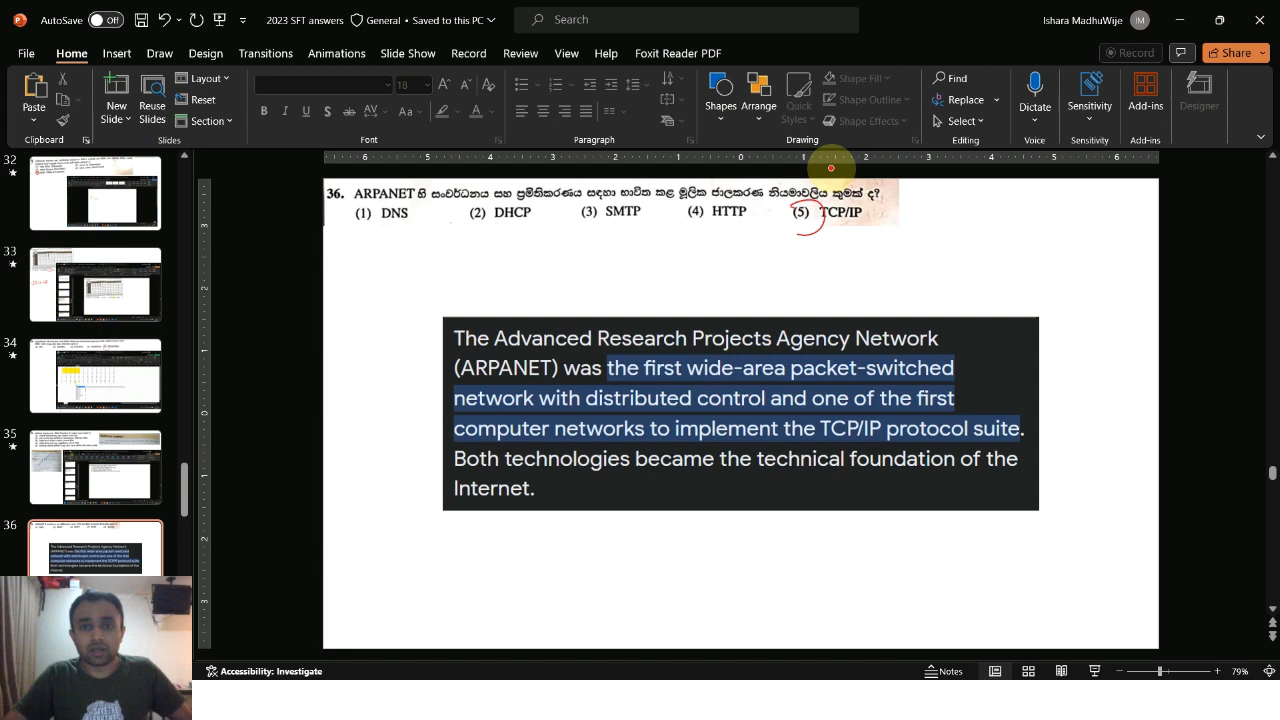 AutoSave Off 2023 SFT answers General • Saved to this PC Search Ishara MadhuWije IM
File Home Insert Draw Design Transitions Animations Slide Show Record Review View Help Foxit Reader PDF Record Share
Paste New Slide Reuse Slides Layout Reset Section 18 Shapes Arrange Quick Styles Shape Fill Shape Outline Shape Effects Find Replace Select Dictate Sensitivity Add-ins Designer
Clipboard Slides Font Paragraph Drawing Editing Voice Sensitivity Add-ins
32
33
34
35
36
36. ARPANET හි සංවර්ධනය සහ ප්‍රමිතිකරණය සඳහා භාවිත කළ මූලික ජාලකරණ නියමාවලිය කුමක් ද?
(1) DNS (2) DHCP (3) SMTP (4) HTTP (5) TCP/IP
The Advanced Research Projects Agency Network
(ARPANET) was the first wide-area packet-switched
network with distributed control and one of the first
computer networks to implement the TCP/IP protocol suite.
Both technologies became the technical foundation of the
Internet.
Accessibility: Investigate Notes 79%